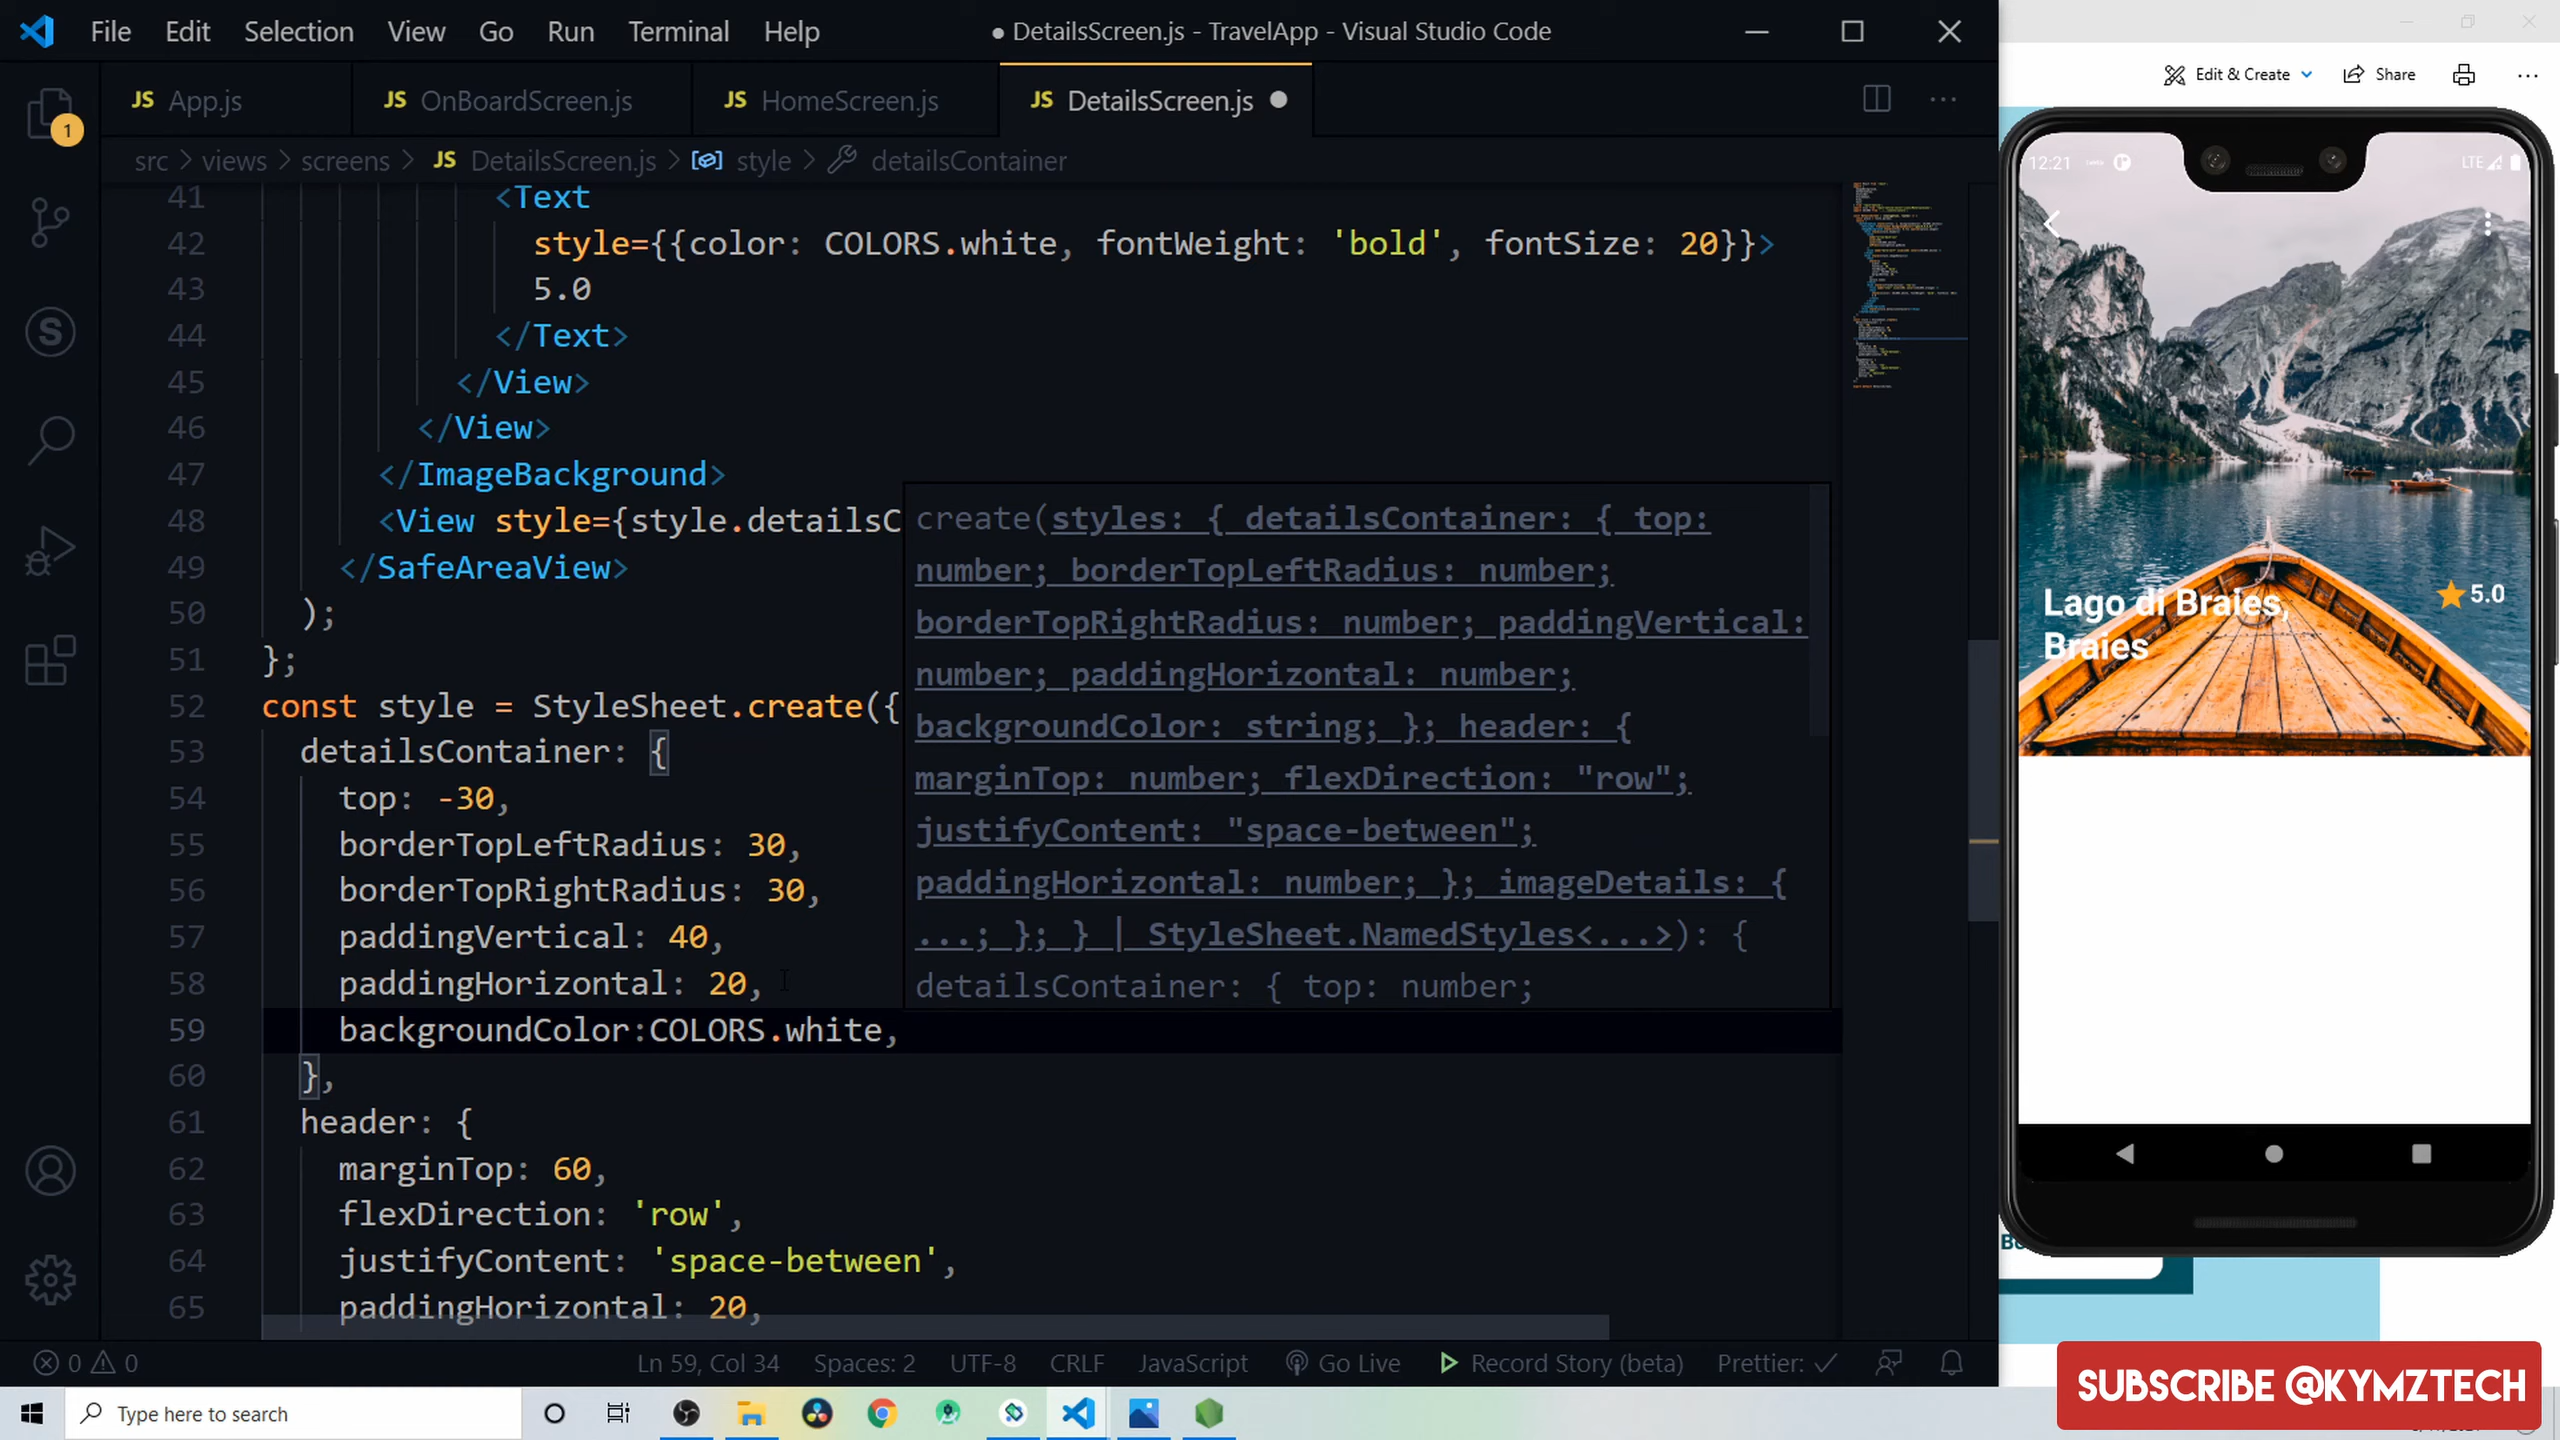 File Edit Selection View Go Run Terminal Help
● DetailsScreen.js - TravelApp - Visual Studio Code
JS App.js
JS OnBoardScreen.js
JS HomeScreen.js
JS DetailsScreen.js
src > views > screens > JS DetailsScreen.js > style > detailsContainer
41 <Text
42 style={{color: COLORS.white, fontWeight: 'bold', fontSize: 20}}>
43 5.0
44 </Text>
45 </View>
46 </View>
47 </ImageBackground>
48 <View style={style.detailsC
49 </SafeAreaView>
50 );
51 };
52 const style = StyleSheet.create({
53 detailsContainer: {
54 top: -30,
55 borderTopLeftRadius: 30,
56 borderTopRightRadius: 30,
57 paddingVertical: 40,
58 paddingHorizontal: 20,
59 backgroundColor:COLORS.white,
60 },
61 header: {
62 marginTop: 60,
63 flexDirection: 'row',
64 justifyContent: 'space-between',
65 paddingHorizontal: 20,
create(styles: { detailsContainer: { top:
number; borderTopLeftRadius: number;
borderTopRightRadius: number; paddingVertical:
number; paddingHorizontal: number;
backgroundColor: string; }; header: {
marginTop: number; flexDirection: "row";
justifyContent: "space-between";
paddingHorizontal: number; }; imageDetails: {
...; }; } | StyleSheet.NamedStyles<...>): {
detailsContainer: { top: number;
1
0 0
Ln 59, Col 34 Spaces: 2 UTF-8 CRLF JavaScript Go Live Record Story (beta) Prettier: ✓
Type here to search
Edit & Create Share
12:21
LTE
Lago di Braies,
Braies
5.0
SUBSCRIBE @KYMZTECH